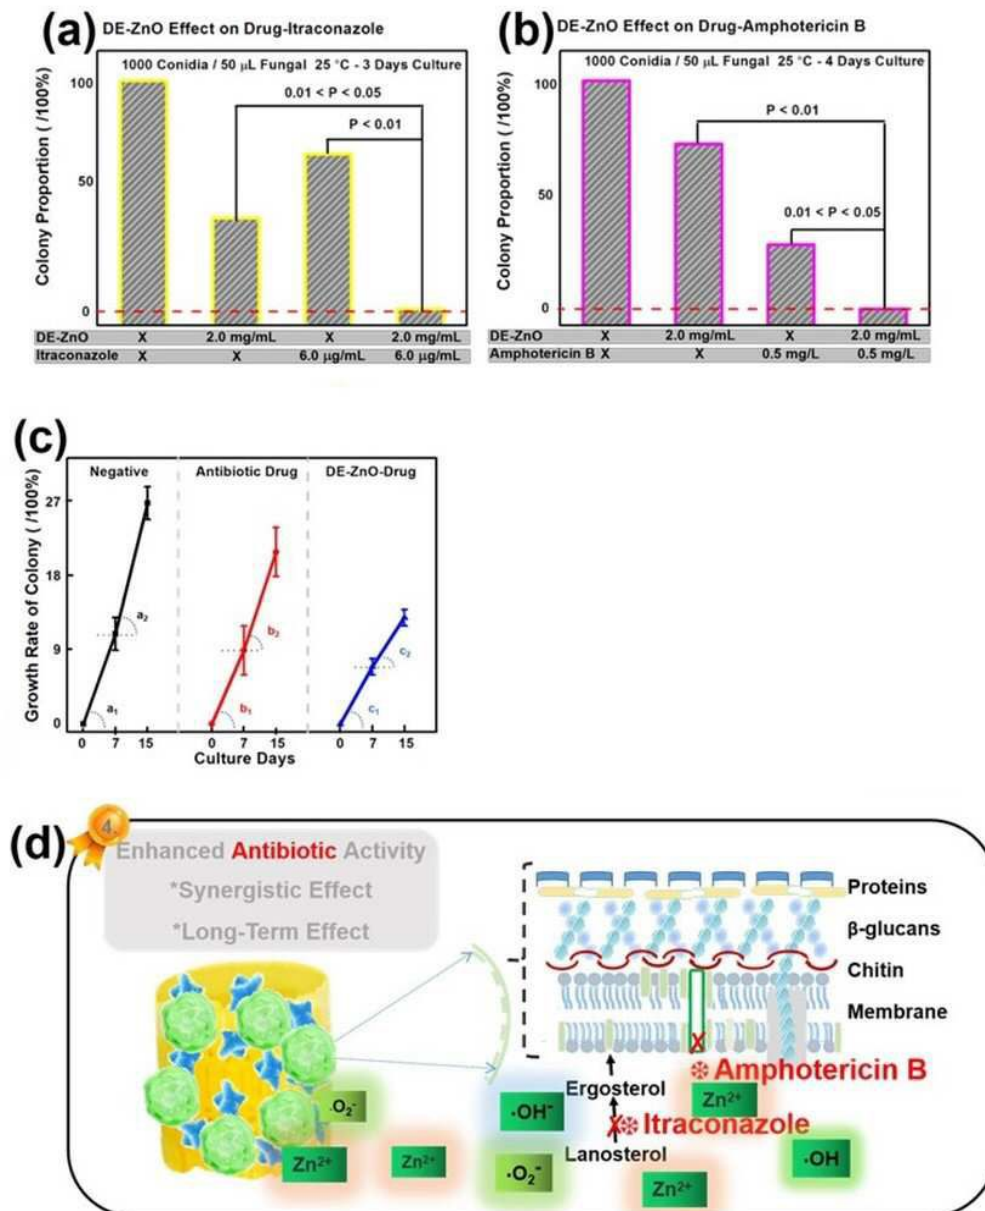 (a)
DE-ZnO Effect on Drug-Itraconazole
1000 Conidia / 50 μL Fungal 25 °C - 3 Days Culture
Colony Proportion ( /100%)
100
50
0
0.01 < P < 0.05
P < 0.01
DE-ZnO X 2.0 mg/mL X 2.0 mg/mL
Itraconazole X X 6.0 μg/mL 6.0 μg/mL
(b)
DE-ZnO Effect on Drug-Amphotericin B
1000 Conidia / 50 μL Fungal 25 °C - 4 Days Culture
Colony Proportion ( /100%)
100
50
0
P < 0.01
0.01 < P < 0.05
DE-ZnO X 2.0 mg/mL X 2.0 mg/mL
Amphotericin B X X 0.5 mg/L 0.5 mg/L
(c)
Negative Antibiotic Drug DE-ZnO-Drug
Growth Rate of Colony ( /100%)
27
18
9
0
a₂
a₁
b₂
b₁
c₂
c₁
0 7 15 0 7 15 0 7 15
Culture Days
(d)
4.
Enhanced Antibiotic Activity
*Synergistic Effect
*Long-Term Effect
Proteins
β-glucans
Chitin
Membrane
X
Amphotericin B
Ergosterol
X Itraconazole
Lanosterol
·O₂⁻
Zn²⁺
Zn²⁺
·OH⁻
·O₂⁻
Zn²⁺
Zn²⁺
·OH